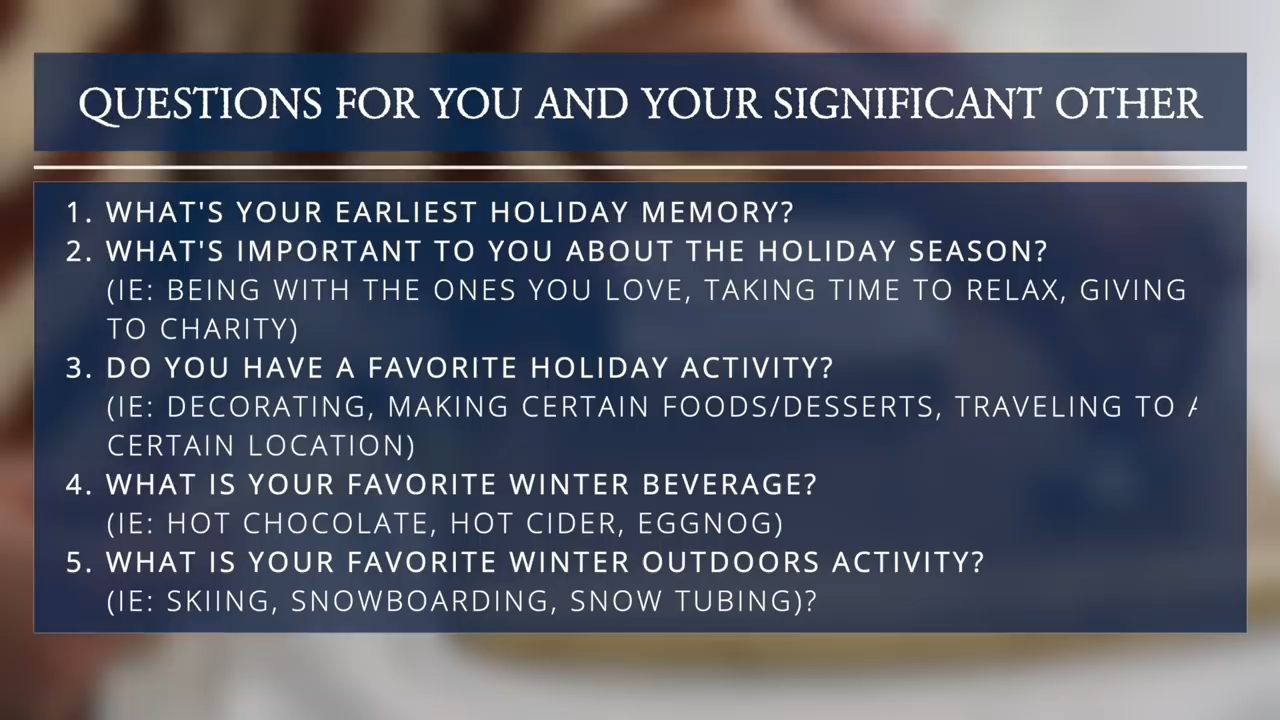 QUESTIONS FOR YOU AND YOUR SIGNIFICANT OTHER
1. WHAT'S YOUR EARLIEST HOLIDAY MEMORY?
2. WHAT'S IMPORTANT TO YOU ABOUT THE HOLIDAY SEASON?
(IE: BEING WITH THE ONES YOU LOVE, TAKING TIME TO RELAX, GIVING
TO CHARITY)
3. DO YOU HAVE A FAVORITE HOLIDAY ACTIVITY?
(IE: DECORATING, MAKING CERTAIN FOODS/DESSERTS, TRAVELING TO A
CERTAIN LOCATION)
4. WHAT IS YOUR FAVORITE WINTER BEVERAGE?
(IE: HOT CHOCOLATE, HOT CIDER, EGGNOG)
5. WHAT IS YOUR FAVORITE WINTER OUTDOORS ACTIVITY?
(IE: SKIING, SNOWBOARDING, SNOW TUBING)?